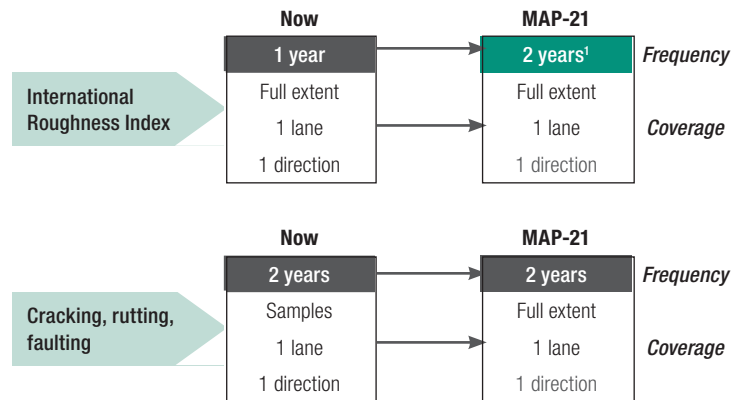 Now MAP-21
1 year 2 years¹ Frequency
International Roughness Index
Full extent Full extent
1 lane 1 lane Coverage
1 direction 1 direction
Now MAP-21
2 years 2 years Frequency
Cracking, rutting, faulting
Samples Full extent
1 lane 1 lane Coverage
1 direction 1 direction